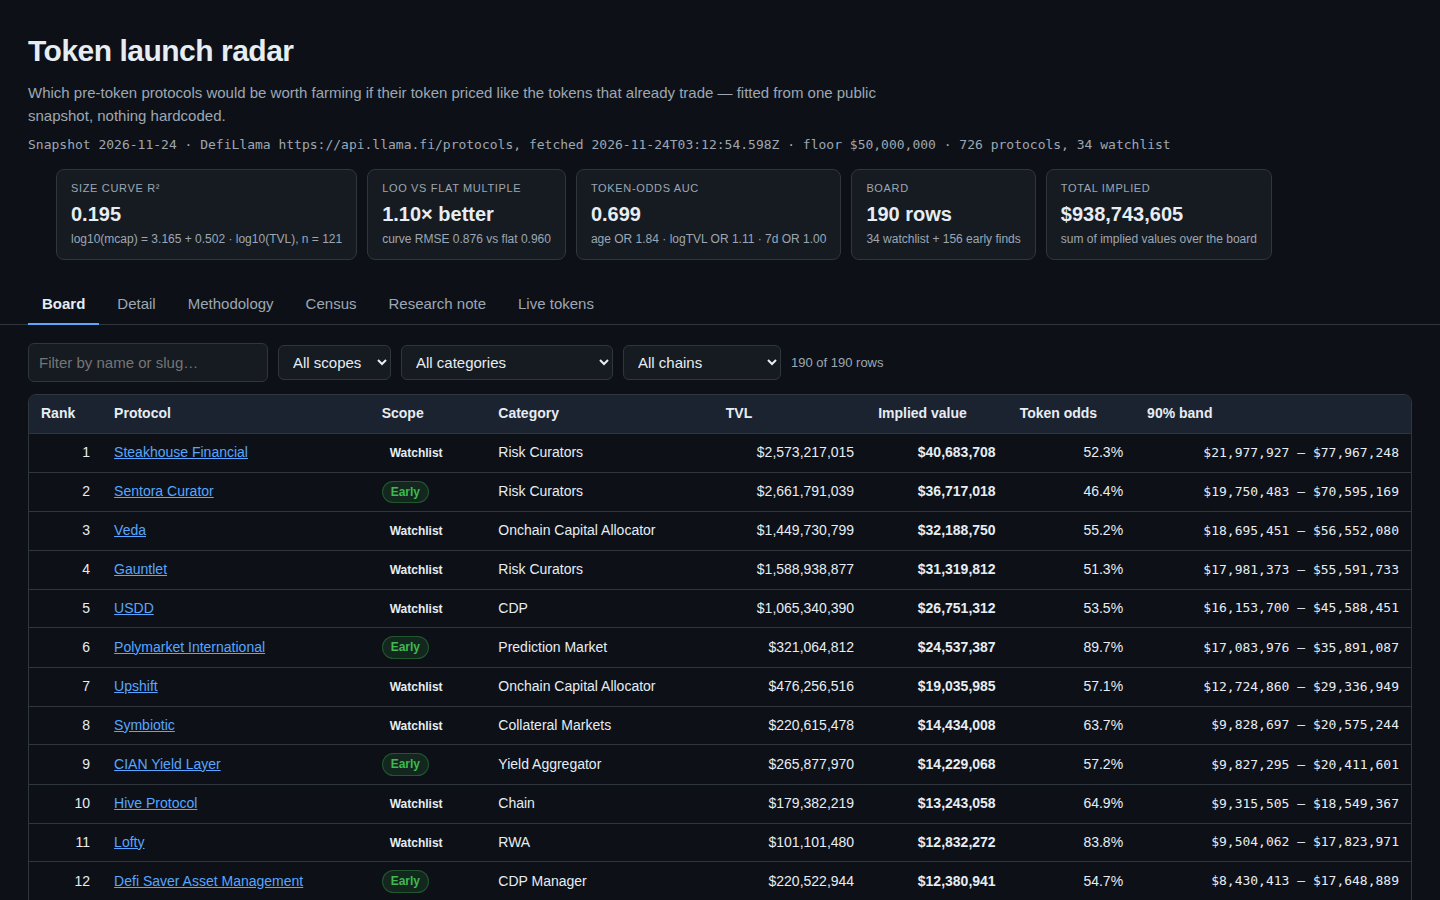 Token launch radar
Which pre-token protocols would be worth farming if their token priced like the tokens that already trade — fitted from one public
snapshot, nothing hardcoded.
Snapshot 2026-11-24 · DefiLlama https://api.llama.fi/protocols, fetched 2026-11-24T03:12:54.598Z · floor $50,000,000 · 726 protocols, 34 watchlist
SIZE CURVE R²
0.195
log10(mcap) = 3.165 + 0.502 · log10(TVL), n = 121
LOO VS FLAT MULTIPLE
1.10× better
curve RMSE 0.876 vs flat 0.960
TOKEN-ODDS AUC
0.699
age OR 1.84 · logTVL OR 1.11 · 7d OR 1.00
BOARD
190 rows
34 watchlist + 156 early finds
TOTAL IMPLIED
$938,743,605
sum of implied values over the board
Board Detail Methodology Census Research note Live tokens
Filter by name or slug… All scopes All categories All chains 190 of 190 rows
Rank Protocol Scope Category TVL Implied value Token odds 90% band
1 Steakhouse Financial Watchlist Risk Curators $2,573,217,015 $40,683,708 52.3% $21,977,927 – $77,967,248
2 Sentora Curator Early Risk Curators $2,661,791,039 $36,717,018 46.4% $19,750,483 – $70,595,169
3 Veda Watchlist Onchain Capital Allocator $1,449,730,799 $32,188,750 55.2% $18,695,451 – $56,552,080
4 Gauntlet Watchlist Risk Curators $1,588,938,877 $31,319,812 51.3% $17,981,373 – $55,591,733
5 USDD Watchlist CDP $1,065,340,390 $26,751,312 53.5% $16,153,700 – $45,588,451
6 Polymarket International Early Prediction Market $321,064,812 $24,537,387 89.7% $17,083,976 – $35,891,087
7 Upshift Watchlist Onchain Capital Allocator $476,256,516 $19,035,985 57.1% $12,724,860 – $29,336,949
8 Symbiotic Watchlist Collateral Markets $220,615,478 $14,434,008 63.7% $9,828,697 – $20,575,244
9 CIAN Yield Layer Early Yield Aggregator $265,877,970 $14,229,068 57.2% $9,827,295 – $20,411,601
10 Hive Protocol Watchlist Chain $179,382,219 $13,243,058 64.9% $9,315,505 – $18,549,367
11 Lofty Watchlist RWA $101,101,480 $12,832,272 83.8% $9,504,062 – $17,823,971
12 Defi Saver Asset Management Early CDP Manager $220,522,944 $12,380,941 54.7% $8,430,413 – $17,648,889